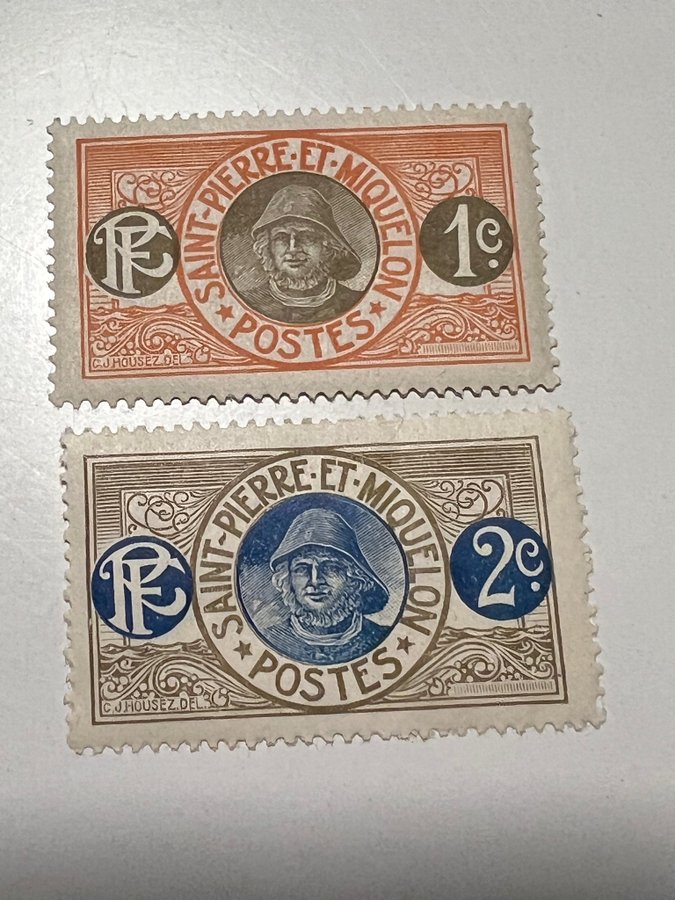 SAINT-PIERRE-ET-MIQUELON
RF
1c.
POSTES
C.J.HOUSEZ.DEL
SAINT-PIERRE-ET-MIQUELON
RF
2c.
POSTES
C.J.HOUSEZ.DEL